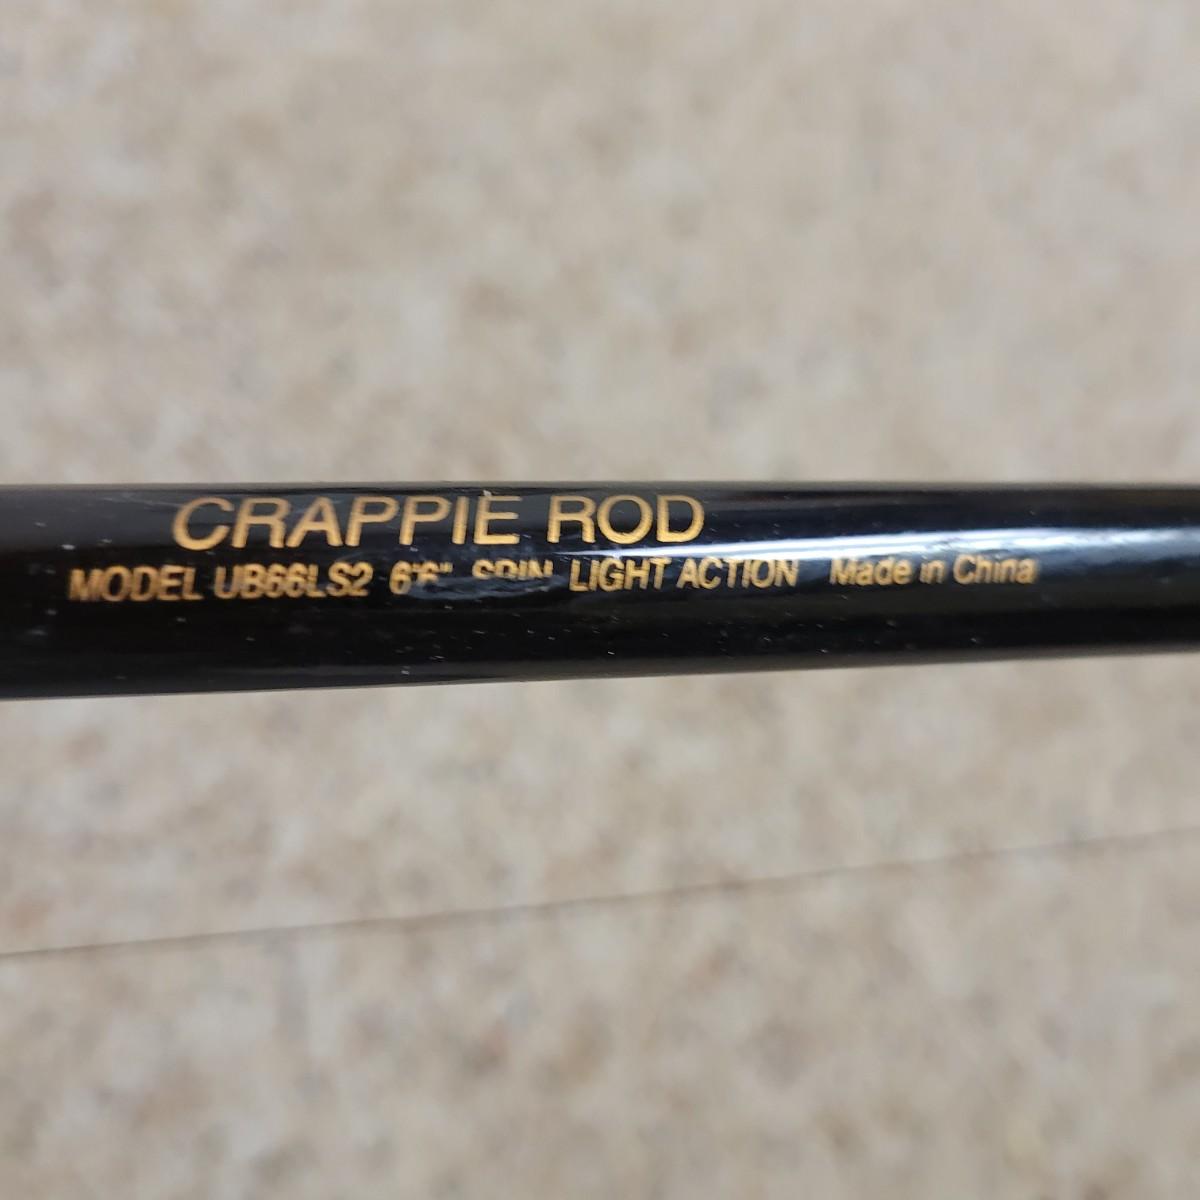 CRAPPIE ROD
MODEL UB66LS2 6'6" SPIN LIGHT ACTION Made in China